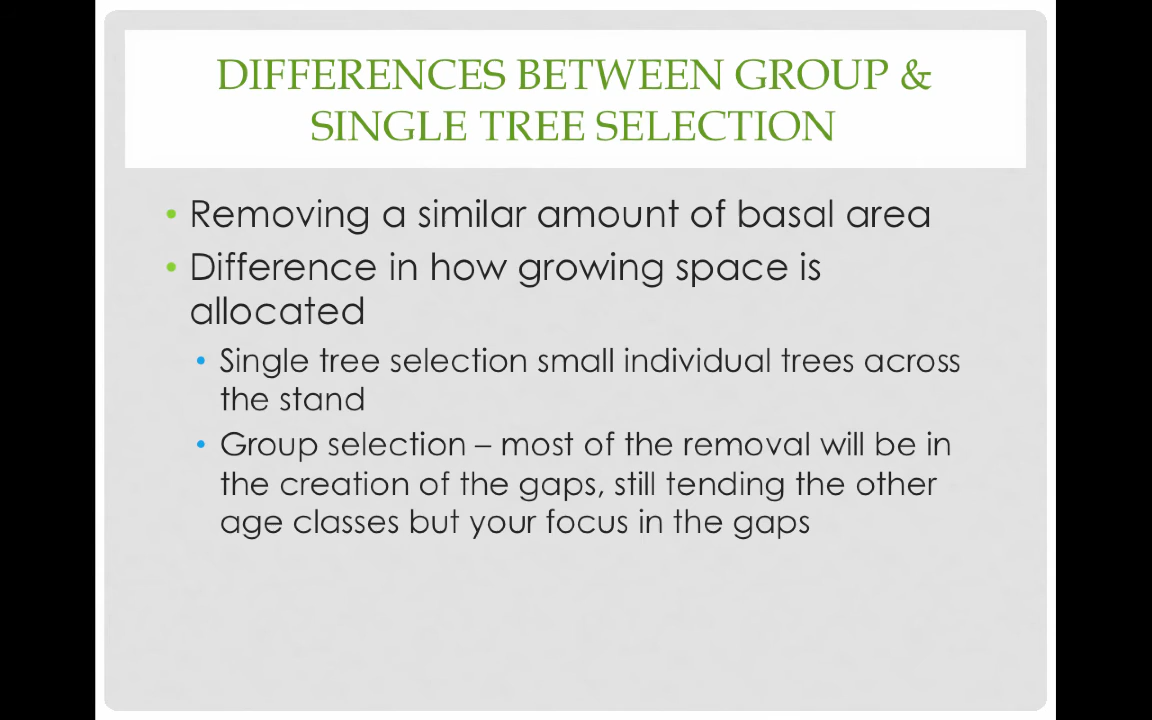 DIFFERENCES BETWEEN GROUP &
SINGLE TREE SELECTION
• Removing a similar amount of basal area
• Difference in how growing space is
allocated
• Single tree selection small individual trees across
the stand
• Group selection – most of the removal will be in
the creation of the gaps, still tending the other
age classes but your focus in the gaps